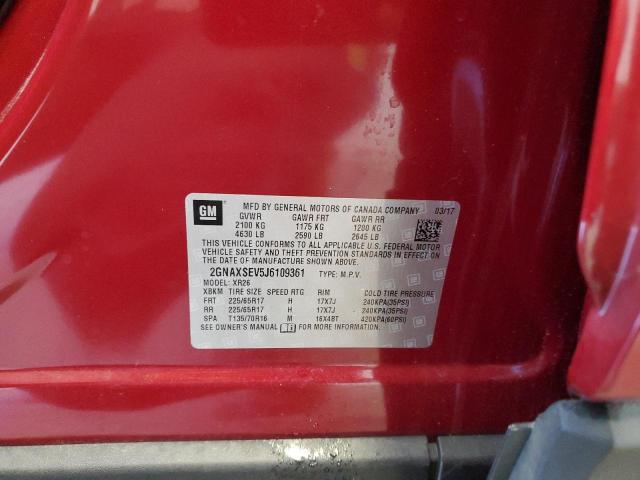 GM
MFD BY GENERAL MOTORS OF CANADA COMPANY 03/17
GVWR GAWR FRT GAWR RR
2100 KG 1175 KG 1200 KG
4630 LB 2590 LB 2645 LB
THIS VEHICLE CONFORMS TO ALL APPLICABLE U.S. FEDERAL MOTOR
VEHICLE SAFETY AND THEFT PREVENTION STANDARDS IN EFFECT ON
THE DATE OF MANUFACTURE SHOWN ABOVE.
2GNAXSEV5J6109361 TYPE: M.P.V.
MODEL: XR26
XBKM TIRE SIZE SPEED RTG RIM COLD TIRE PRESSURE
FRT 225/65R17 H 17X7J 240KPA(35PSI)
RR 225/65R17 H 17X7J 240KPA(35PSI)
SPA T135/70R16 M 16X4BT 420KPA(60PSI)
SEE OWNER'S MANUAL FOR MORE INFORMATION.